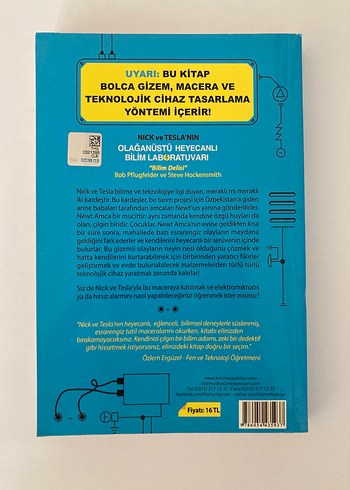 UYARI: BU KİTAP
BOLCA GİZEM, MACERA VE
TEKNOLOJİK CİHAZ TASARLAMA
YÖNTEMİ İÇERİR!
NICK ve TESLA'NIN
OLAĞANÜSTÜ HEYECANLI
BİLİM LABORATUVARI
"Bilim Delisi"
Bob Pflugfelder ve Steve Hockensmith
Nick ve Tesla bilime ve teknolojiye ilgi duyan, meraklı mı meraklı
iki kardeştir. Bu kardeşler, bir tarım projesi için Özbekistan'a giden
anne babaları tarafından amcaları Newt'un yanına gönderilirler.
Newt Amca bir mucittir; aynı zamanda kendine özgü huyları da
olan, çılgın biridir. Çocuklar, Newt Amca'nın evine geldikten kısa
bir süre sonra, mahallede bazı esrarengiz olayların meydana
geldiğini fark ederler ve kendilerini heyecanlı bir serüvenin içinde
bulurlar. Bu gizemli olayların neyin nesi olduğunu çözmek ve
hatta kendilerini kurtarabilmek için birbirinden yaratıcı fikirler
geliştirmek ve evde bulunabilecek malzemelerden türlü türlü
teknolojik cihaz yaratmak zorunda kalırlar!
Siz de Nick ve Tesla'yla bu maceraya katılmak ve elektromıknatıs
ya da hırsız alarmını nasıl yapabileceğinizi öğrenmek ister misiniz?
"Nick ve Tesla'nın heyecanlı, eğlenceli, bilimsel derslerle süslenmiş,
esrarengiz tatil maceralarını okurken, kitabı elinizden
bırakamayacaksınız. Kendinizi çılgın bir bilim adamı, zeki bir dedektif
gibi hissetmek istiyorsanız, elinizdeki kitap doğru bir seçim."
Özlem Ergüzel - Fen ve Teknoloji Öğretmeni
Fiyatı: 16 TL
9786054435937